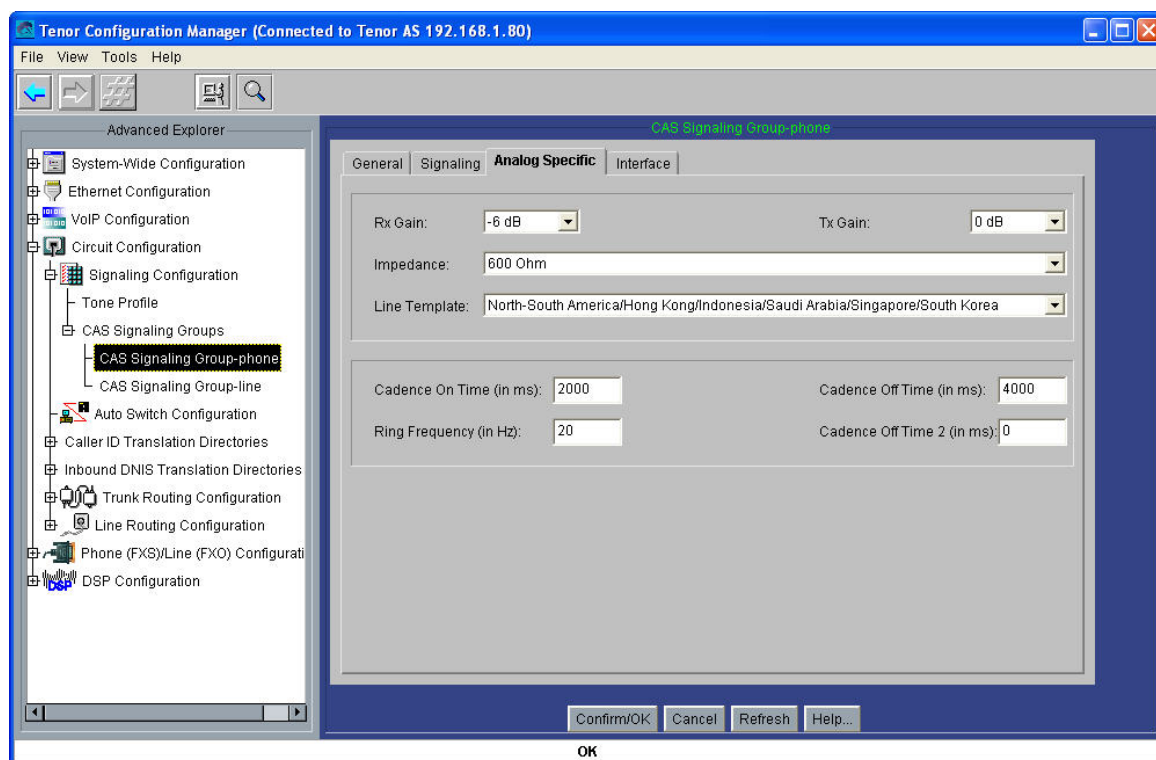 Tenor Configuration Manager (Connected to Tenor AS 192.168.1.80)
File View Tools Help
Advanced Explorer
System-Wide Configuration
Ethernet Configuration
VoIP Configuration
Circuit Configuration
Signaling Configuration
Tone Profile
CAS Signaling Groups
CAS Signaling Group-phone
CAS Signaling Group-line
Auto Switch Configuration
Caller ID Translation Directories
Inbound DNIS Translation Directories
Trunk Routing Configuration
Line Routing Configuration
Phone (FXS)/Line (FXO) Configurati
DSP DSP Configuration
CAS Signaling Group-phone
General Signaling Analog Specific Interface
Rx Gain: -6 dB Tx Gain: 0 dB
Impedance: 600 Ohm
Line Template: North-South America/Hong Kong/Indonesia/Saudi Arabia/Singapore/South Korea
Cadence On Time (in ms): 2000 Cadence Off Time (in ms): 4000
Ring Frequency (in Hz): 20 Cadence Off Time 2 (in ms): 0
Confirm/OK Cancel Refresh Help...
OK